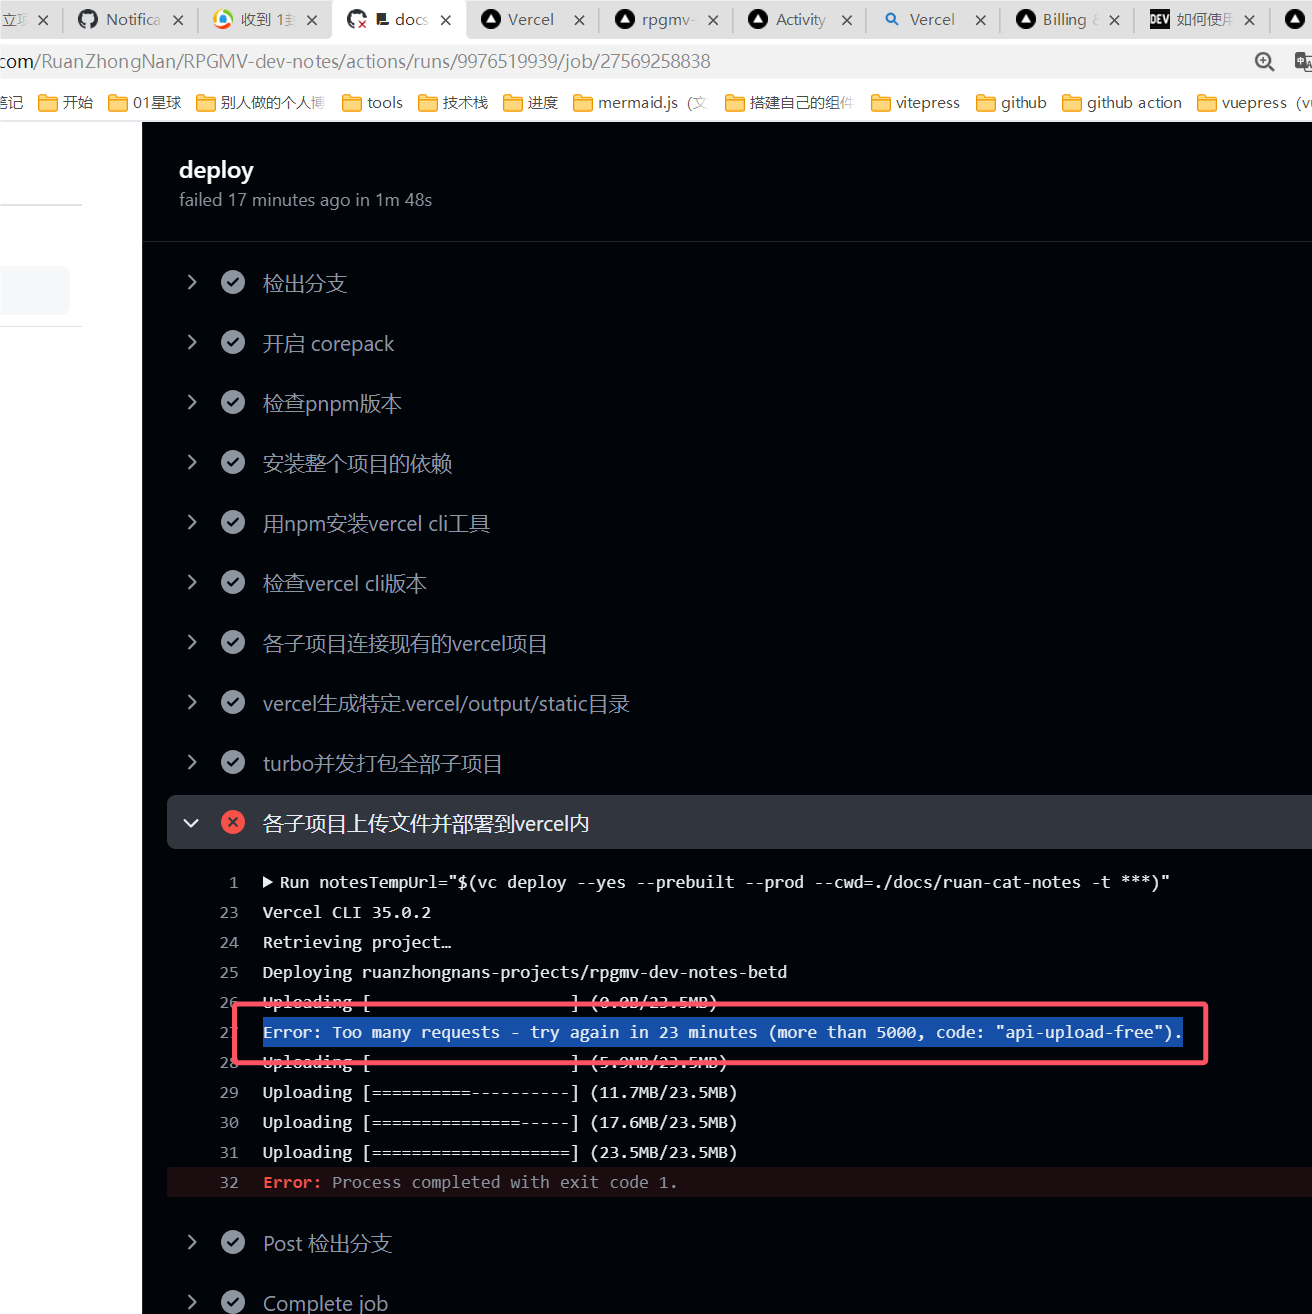 立项
Notifica
收到 1封
docs
Vercel
rpgmv-
Activity
Vercel
Billing &
DEV
如何使用
com/RuanZhongNan/RPGMV-dev-notes/actions/runs/9976519939/job/27569258838
笔记
开始
01星球
别人做的个人博
tools
技术栈
进度
mermaid.js (文
搭建自己的组件
vitepress
github
github action
vuepress (vu
deploy
failed 17 minutes ago in 1m 48s
检出分支
开启 corepack
检查pnpm版本
安装整个项目的依赖
用npm安装vercel cli工具
检查vercel cli版本
各子项目连接现有的vercel项目
vercel生成特定.vercel/output/static目录
turbo并发打包全部子项目
各子项目上传文件并部署到vercel内
1 ▶ Run notesTempUrl="$(vc deploy --yes --prebuilt --prod --cwd=./docs/ruan-cat-notes -t ***)"
23 Vercel CLI 35.0.2
24 Retrieving project…
25 Deploying ruanzhongnans-projects/rpgmv-dev-notes-betd
26 Uploading [--------------------] (0.0B/23.5MB)
27 Error: Too many requests - try again in 23 minutes (more than 5000, code: "api-upload-free").
28 Uploading [=====---------------] (5.9MB/23.5MB)
29 Uploading [==========----------] (11.7MB/23.5MB)
30 Uploading [===============-----] (17.6MB/23.5MB)
31 Uploading [====================] (23.5MB/23.5MB)
32 Error: Process completed with exit code 1.
Post 检出分支
Complete job